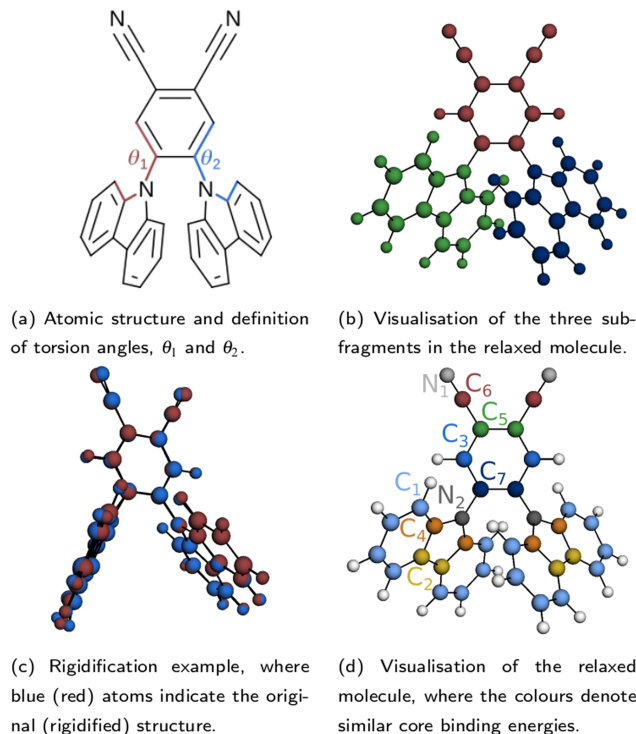 N N
θ₁ θ₂
N N
(a) Atomic structure and definition
of torsion angles, θ₁ and θ₂.
(b) Visualisation of the three sub-
fragments in the relaxed molecule.
(c) Rigidification example, where
blue (red) atoms indicate the origi-
nal (rigidified) structure.
N₁ C₆
C₅
C₃
C₇
C₁ N₂
C₄
C₂
(d) Visualisation of the relaxed
molecule, where the colours denote
similar core binding energies.